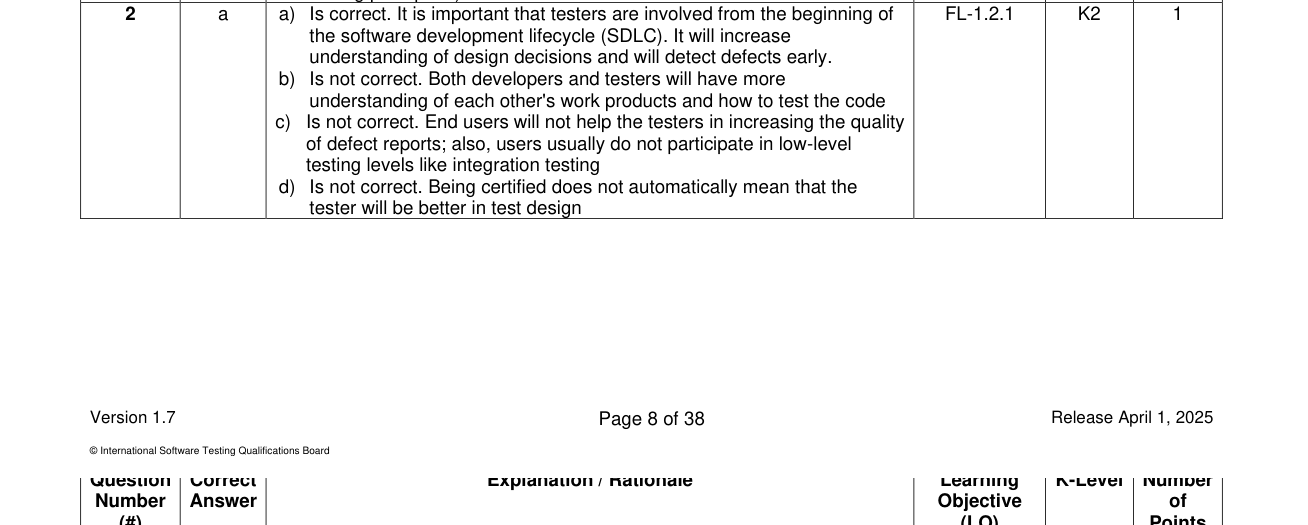 2 a a) Is correct. It is important that testers are involved from the beginning of FL-1.2.1 K2 1
the software development lifecycle (SDLC). It will increase
understanding of design decisions and will detect defects early.
b) Is not correct. Both developers and testers will have more
understanding of each other's work products and how to test the code
c) Is not correct. End users will not help the testers in increasing the quality
of defect reports; also, users usually do not participate in low-level
testing levels like integration testing
d) Is not correct. Being certified does not automatically mean that the
tester will be better in test design
Version 1.7 Page 8 of 38 Release April 1, 2025
© International Software Testing Qualifications Board
Question Correct Explanation / Rationale Learning K-Level Number
Number Answer Objective of
(#) (LO) Points